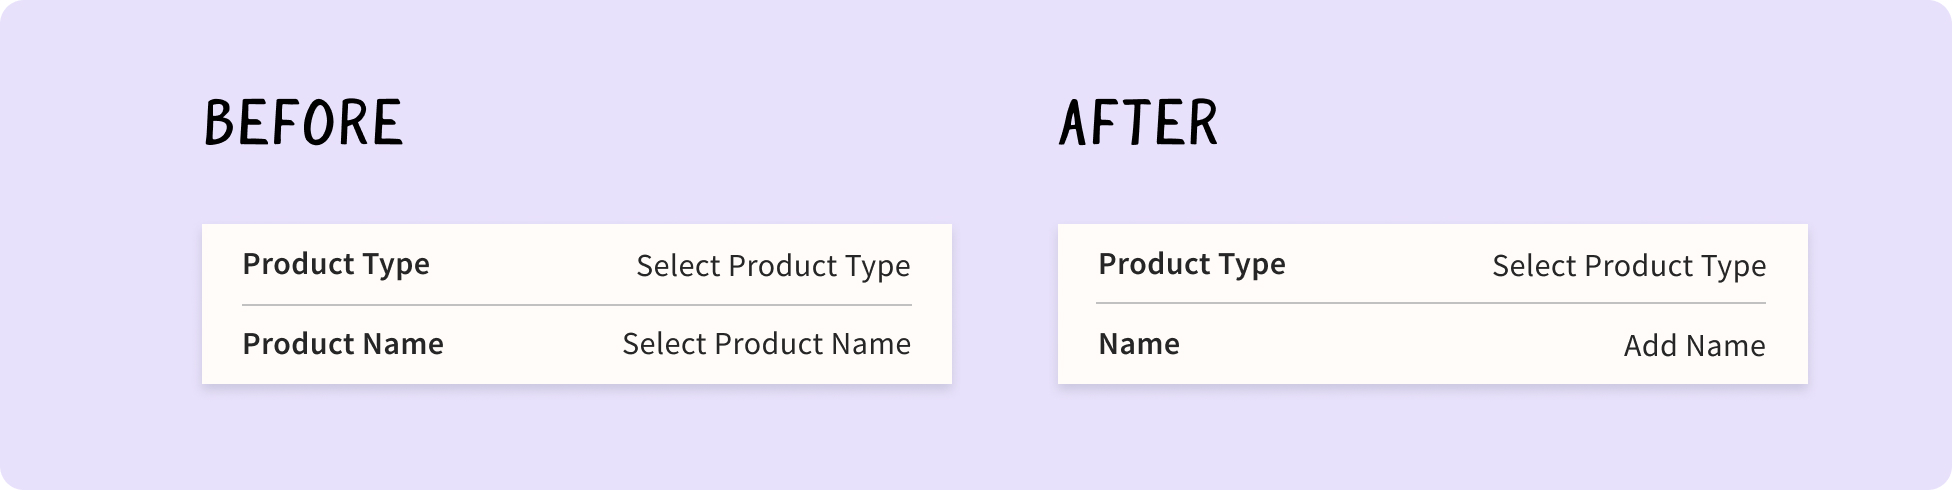 BEFORE
Product Type Select Product Type
Product Name Select Product Name
AFTER
Product Type Select Product Type
Name Add Name